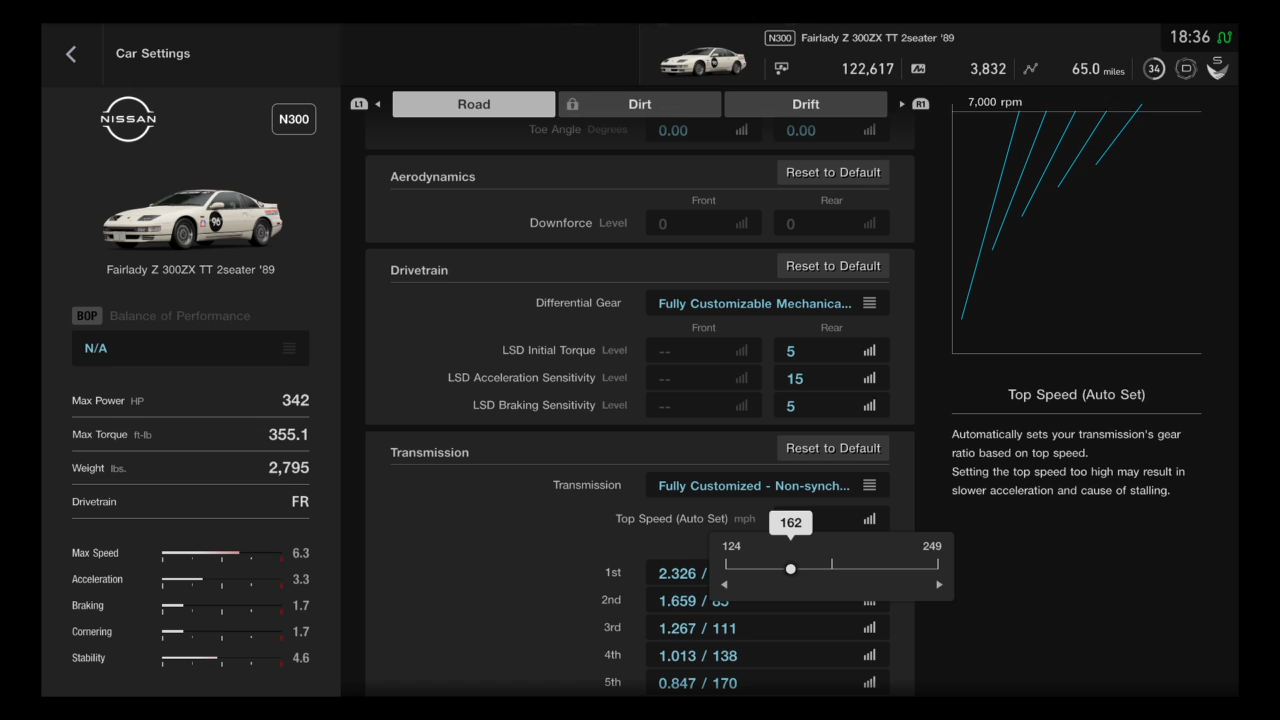 Car Settings
N300 Fairlady Z 300ZX TT 2seater '89
18:36
122,617
3,832
65.0 miles
34
S
NISSAN
N300
Fairlady Z 300ZX TT 2seater '89
BOP Balance of Performance
N/A
Max Power HP 342
Max Torque ft-lb 355.1
Weight lbs. 2,795
Drivetrain FR
Max Speed 6.3
Acceleration 3.3
Braking 1.7
Cornering 1.7
Stability 4.6
L1 Road Dirt Drift R1
Toe Angle Degrees 0.00 0.00
Aerodynamics Reset to Default
Front Rear
Downforce Level 0 0
Drivetrain Reset to Default
Differential Gear Fully Customizable Mechanica...
Front Rear
LSD Initial Torque Level -- 5
LSD Acceleration Sensitivity Level -- 15
LSD Braking Sensitivity Level -- 5
Transmission Reset to Default
Transmission Fully Customized - Non-synch...
Top Speed (Auto Set) mph
162
124 249
1st 2.326 /
2nd 1.659 / 85
3rd 1.267 / 111
4th 1.013 / 138
5th 0.847 / 170
7,000 rpm
Top Speed (Auto Set)
Automatically sets your transmission's gear
ratio based on top speed.
Setting the top speed too high may result in
slower acceleration and cause of stalling.